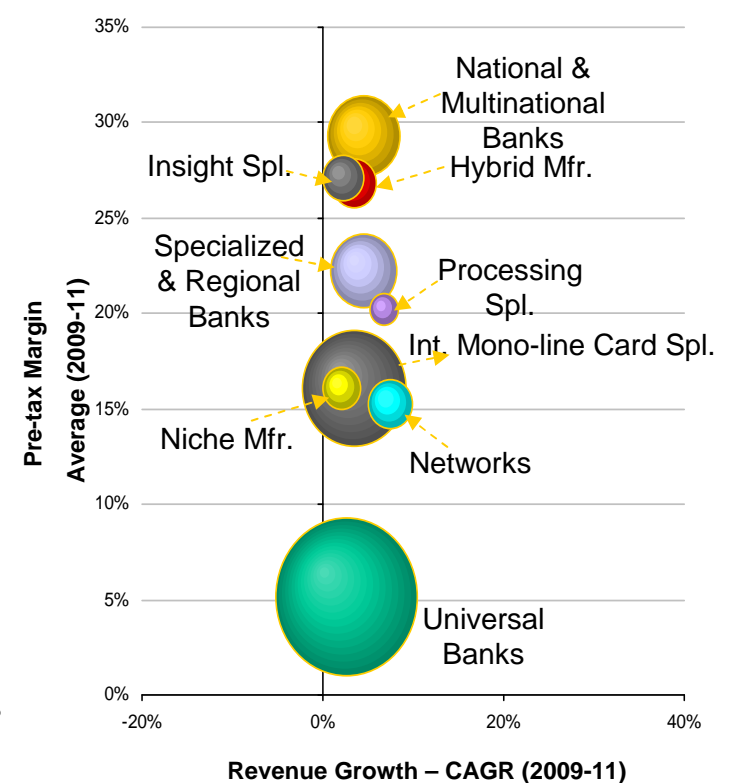 35%
30%
25%
20%
15%
10%
5%
0%
-20%
0%
20%
40%
Pre-tax Margin
Average (2009-11)
National &
Multinational
Banks
Insight Spl.
Hybrid Mfr.
Specialized
& Regional
Banks
Processing
Spl.
Int. Mono-line Card Spl.
Niche Mfr.
Networks
Universal
Banks
Revenue Growth – CAGR (2009-11)